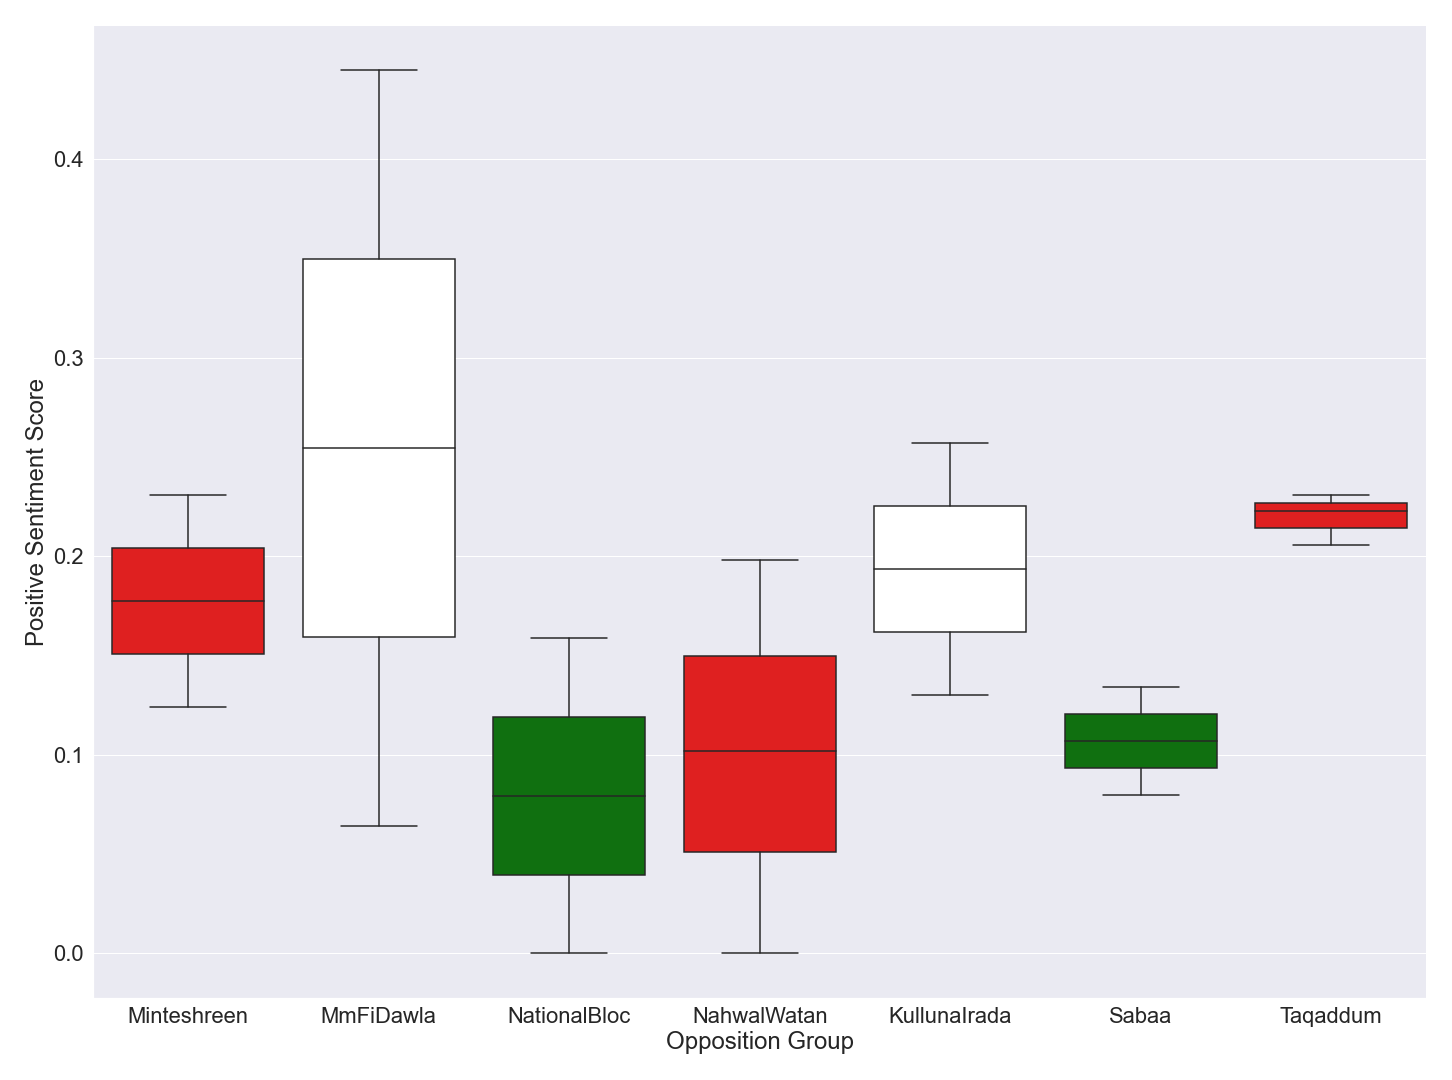 Positive Sentiment Score
0.4
0.3
0.2
0.1
0.0
Minteshreen MmFiDawla NationalBloc NahwalWatan KullunaIrada Sabaa Taqaddum
Opposition Group